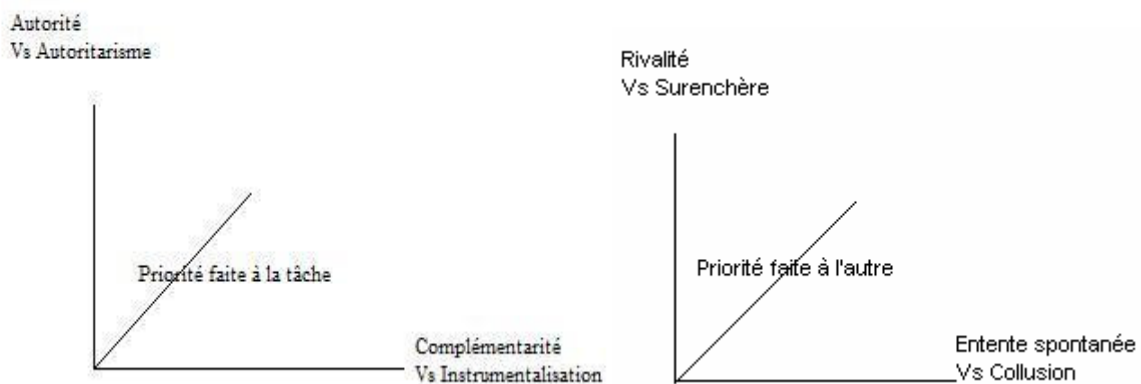 Autorité
Vs Autoritarisme
Priorité faite à la tâche
Complémentarité
Vs Instrumentalisation
Rivalité
Vs Surenchère
Priorité faite à l'autre
Entente spontanée
Vs Collusion